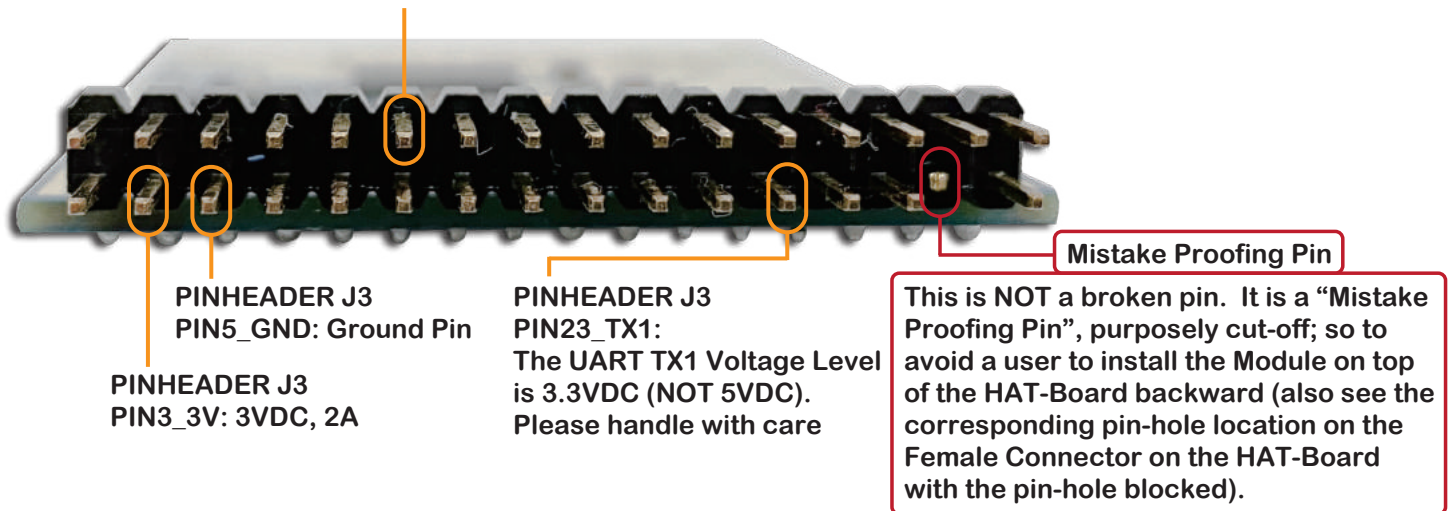 PINHEADER J3
PIN5_GND: Ground Pin
PINHEADER J3
PIN3_3V: 3VDC, 2A
PINHEADER J3
PIN23_TX1:
The UART TX1 Voltage Level
is 3.3VDC (NOT 5VDC).
Please handle with care
Mistake Proofing Pin
This is NOT a broken pin.  It is a “Mistake
Proofing Pin”, purposely cut-off; so to
avoid a user to install the Module on top
of the HAT-Board backward (also see the
corresponding pin-hole location on the
Female Connector on the HAT-Board
with the pin-hole blocked).